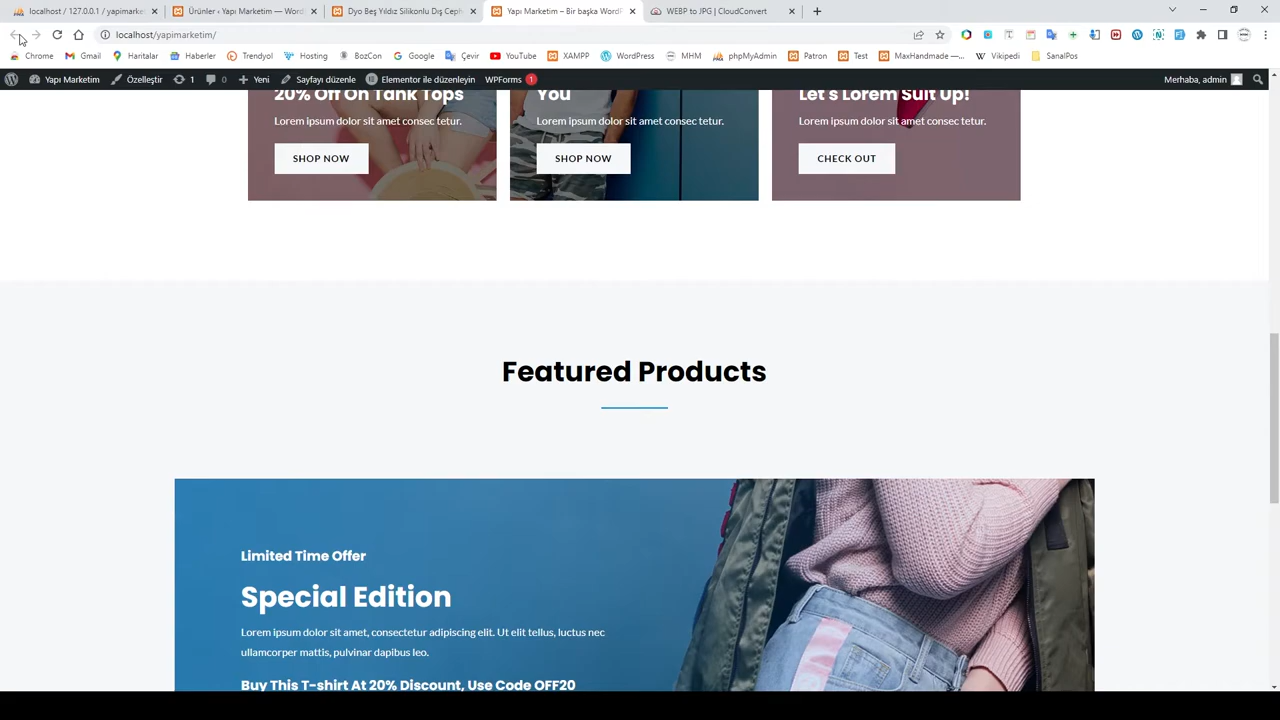 localhost / 127.0.0.1 / yapimarket
Ürünler ‹ Yapı Marketim — Word
Dyo Beş Yıldız Silikonlu Dış Ceph
Yapı Marketim – Bir başka WordP
WEBP to JPG | CloudConvert
localhost/yapimarketim/
Chrome Gmail Haritalar Haberler Trendyol Hosting BozCon Google Çevir YouTube XAMPP WordPress MHM phpMyAdmin Patron Test MaxHandmade —... Vikipedi SanalPos
Yapı Marketim Özelleştir 1 0 Yeni Sayfayı düzenle Elementor ile düzenleyin WPForms 1 Merhaba, admin
20% Off On Tank Tops
Lorem ipsum dolor sit amet consec tetur.
SHOP NOW
You
Lorem ipsum dolor sit amet consec tetur.
SHOP NOW
Let's Lorem Suit Up!
Lorem ipsum dolor sit amet consec tetur.
CHECK OUT
Featured Products
Limited Time Offer
Special Edition
Lorem ipsum dolor sit amet, consectetur adipiscing elit. Ut elit tellus, luctus nec
ullamcorper mattis, pulvinar dapibus leo.
Buy This T-shirt At 20% Discount, Use Code OFF20